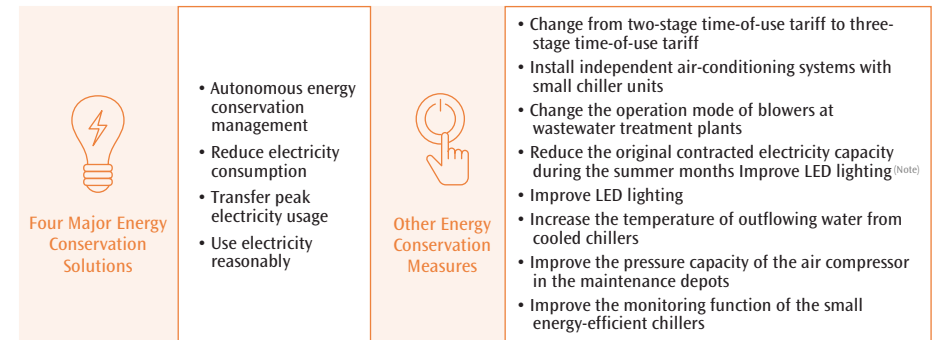 Four Major Energy
Conservation
Solutions
• Autonomous energy
conservation
management
• Reduce electricity
consumption
• Transfer peak
electricity usage
• Use electricity
reasonably
Other Energy
Conservation
Measures
• Change from two-stage time-of-use tariff to three-
stage time-of-use tariff
• Install independent air-conditioning systems with
small chiller units
• Change the operation mode of blowers at
wastewater treatment plants
• Reduce the original contracted electricity capacity
during the summer months Improve LED lighting (Note)
• Improve LED lighting
• Increase the temperature of outflowing water from
cooled chillers
• Improve the pressure capacity of the air compressor
in the maintenance depots
• Improve the monitoring function of the small
energy-efficient chillers